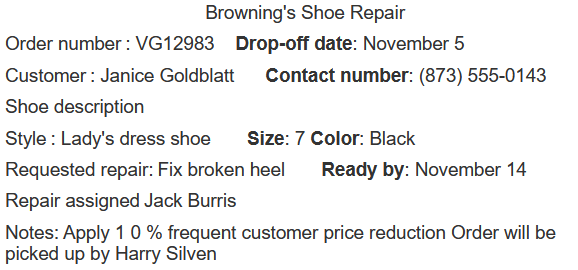 Browning's Shoe Repair
Order number : VG12983 Drop-off date: November 5
Customer : Janice Goldblatt Contact number: (873) 555-0143
Shoe description
Style : Lady's dress shoe Size: 7 Color: Black
Requested repair: Fix broken heel Ready by: November 14
Repair assigned Jack Burris
Notes: Apply 1 0 % frequent customer price reduction Order will be
picked up by Harry Silven